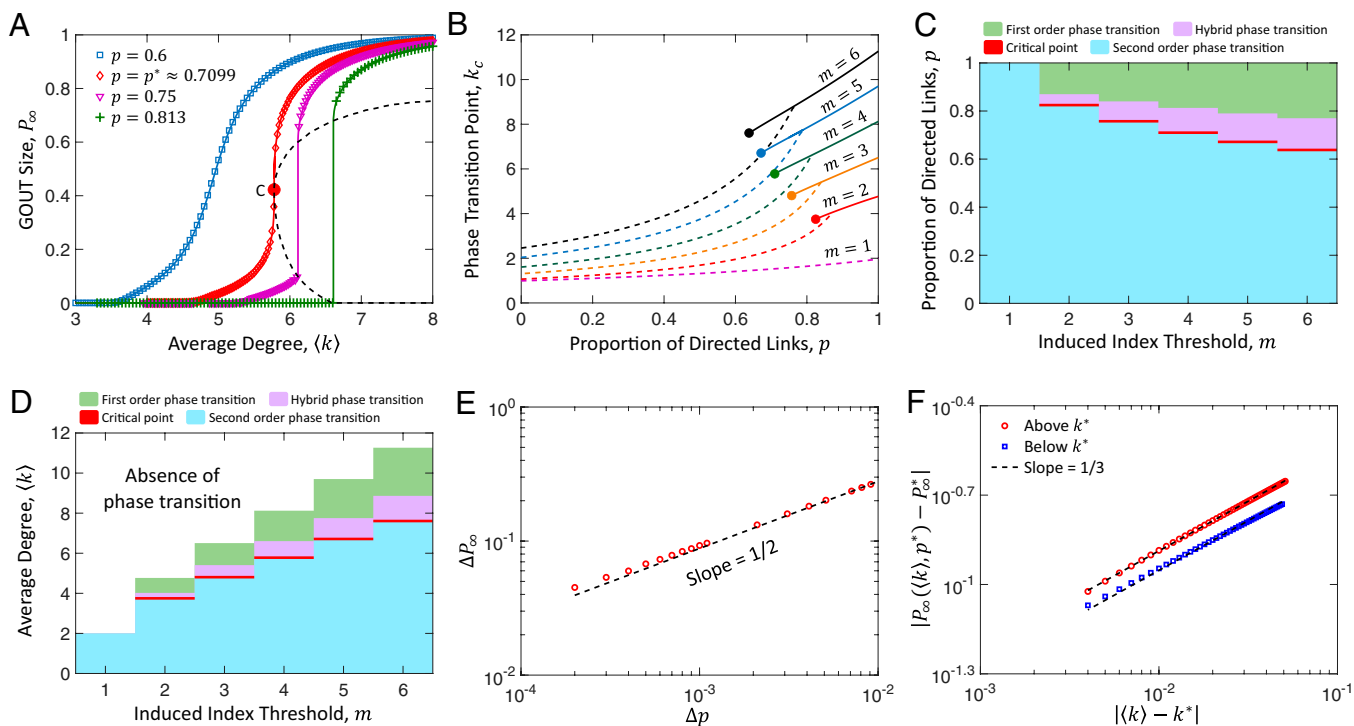 A
GOUT Size, P∞
1
0.8
0.6
0.4
0.2
0
p = 0.6
p = p* ≈ 0.7099
p = 0.75
p = 0.813
C
3 4 5 6 7 8
Average Degree, ⟨k⟩
B
Phase Transition Point, k_c
12
10
8
6
4
2
0
m = 6
m = 5
m = 4
m = 3
m = 2
m = 1
0 0.2 0.4 0.6 0.8 1
Proportion of Directed Links, p
C
First order phase transition Hybrid phase transition
Critical point Second order phase transition
Proportion of Directed Links, p
1
0.8
0.6
0.4
0.2
0
1 2 3 4 5 6
Induced Index Threshold, m
D
First order phase transition Hybrid phase transition
Critical point Second order phase transition
Average Degree, ⟨k⟩
12
10
8
6
4
2
0
Absence of
phase transition
1 2 3 4 5 6
Induced Index Threshold, m
E
ΔP∞
10^0
10^-1
10^-2
Slope = 1/2
10^-4 10^-3 10^-2
Δp
F
|P∞(⟨k⟩, p*) − P∞*|
10^-0.4
10^-0.7
10^-1
10^-1.3
Above k*
Below k*
Slope = 1/3
10^-3 10^-2 10^-1
|⟨k⟩ − k*|